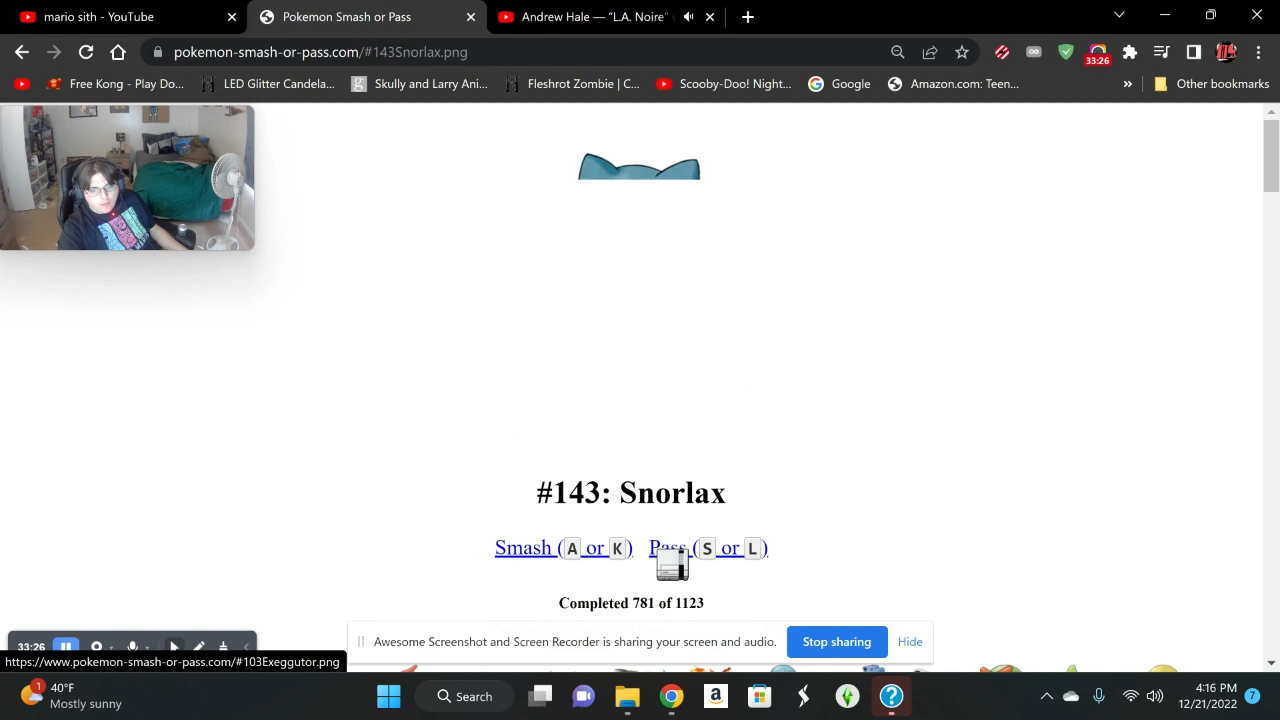 mario sith - YouTube
Pokemon Smash or Pass
Andrew Hale — "L.A. Noire"
pokemon-smash-or-pass.com/#143Snorlax.png
33:26
Free Kong - Play Do...
LED Glitter Candela...
Skully and Larry Ani...
Fleshrot Zombie | C...
Scooby-Doo! Night...
Google
Amazon.com: Teen...
»
Other bookmarks
#143: Snorlax
Smash (A or K)
Pass (S or L)
Completed 781 of 1123
Awesome Screenshot and Screen Recorder is sharing your screen and audio.
Stop sharing
Hide
33:26
https://www.pokemon-smash-or-pass.com/#103Exeggutor.png
1
40°F
Mostly sunny
Search
4:16 PM
12/21/2022
7